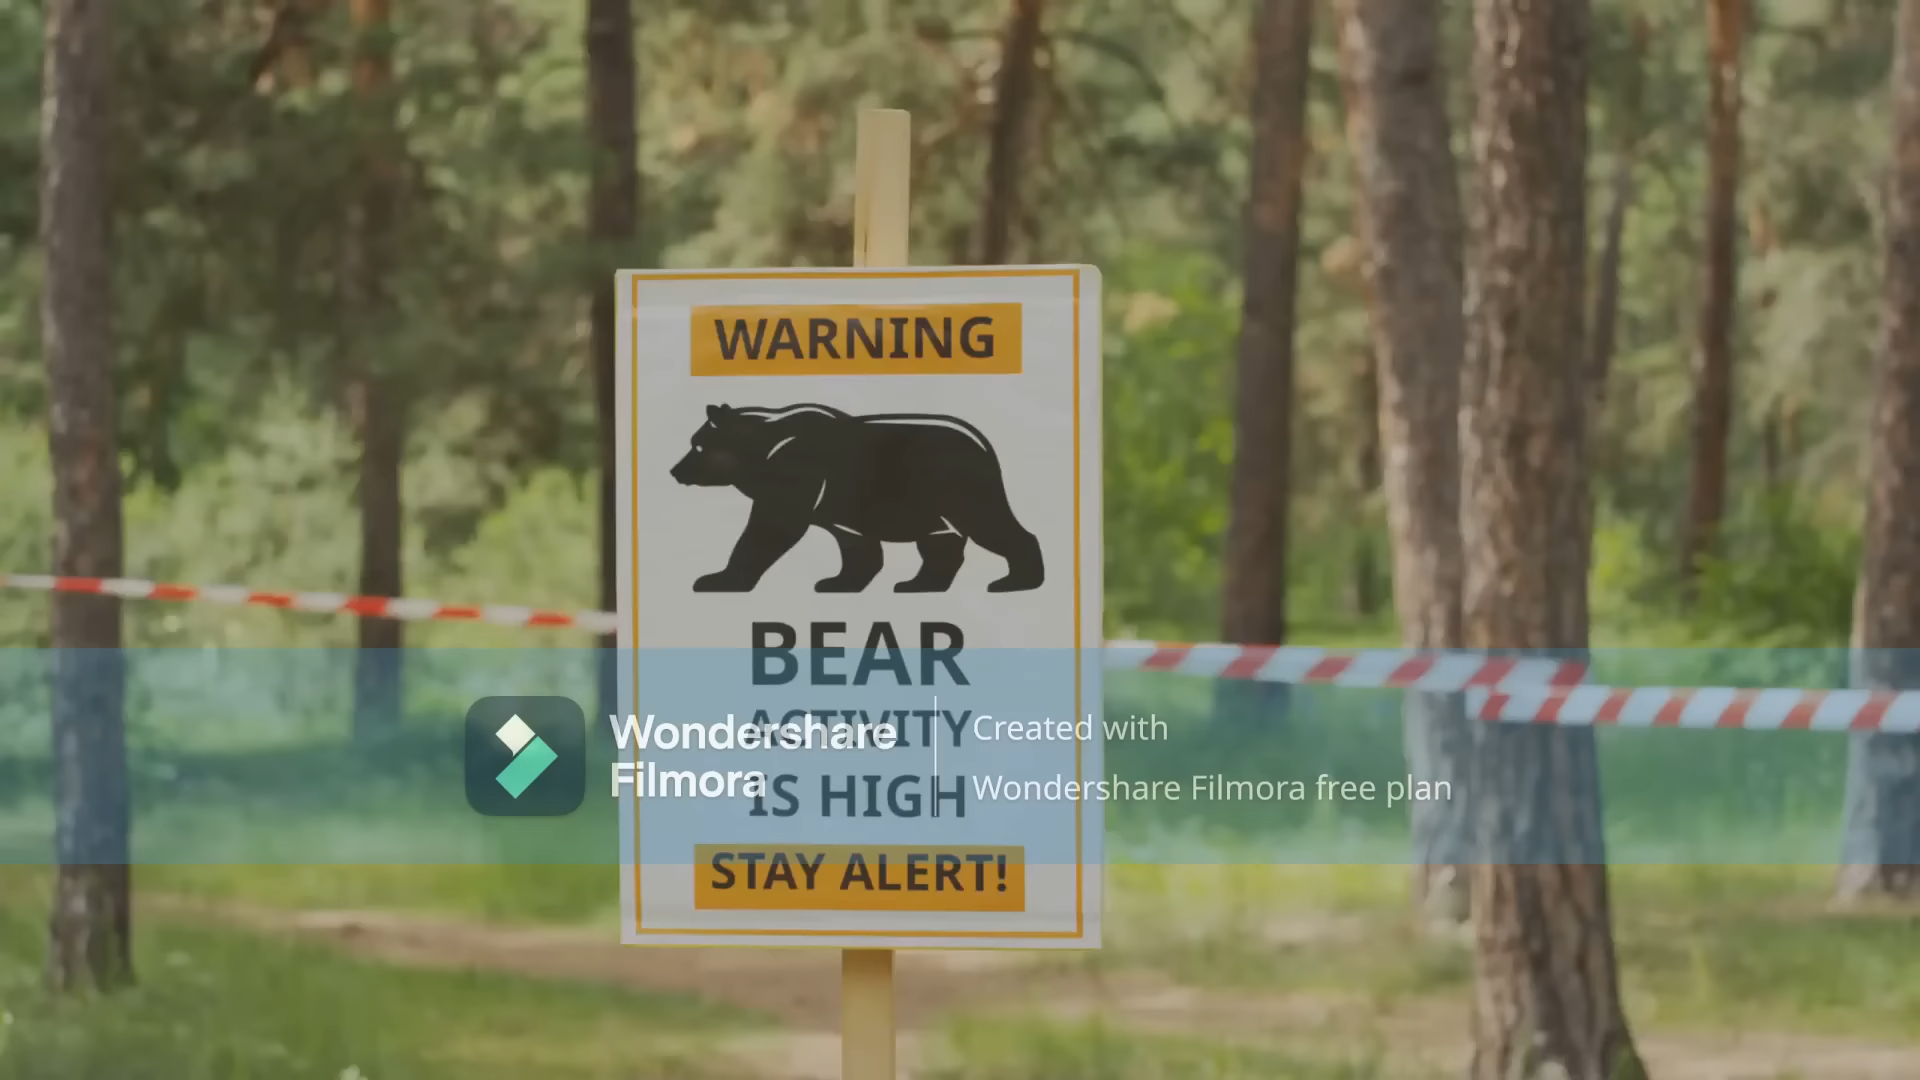 WARNING
BEAR
ACTIVITY
IS HIGH
STAY ALERT!
Wondershare
Filmora
Created with
Wondershare Filmora free plan